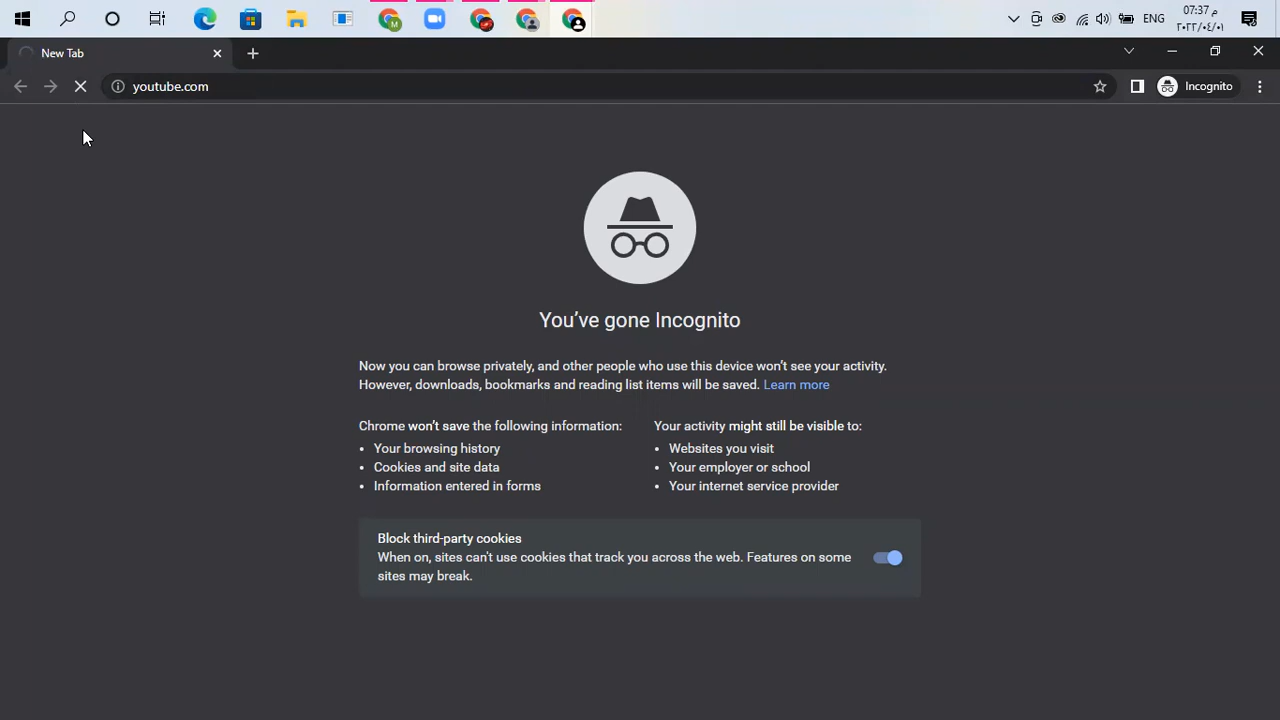 ENG
07:37 م
٢٠٢٢/٠٤/٠١
New Tab
youtube.com
Incognito
You've gone Incognito
Now you can browse privately, and other people who use this device won't see your activity.
However, downloads, bookmarks and reading list items will be saved. Learn more
Chrome won't save the following information:
Your browsing history
Cookies and site data
Information entered in forms
Your activity might still be visible to:
Websites you visit
Your employer or school
Your internet service provider
Block third-party cookies
When on, sites can't use cookies that track you across the web. Features on some
sites may break.